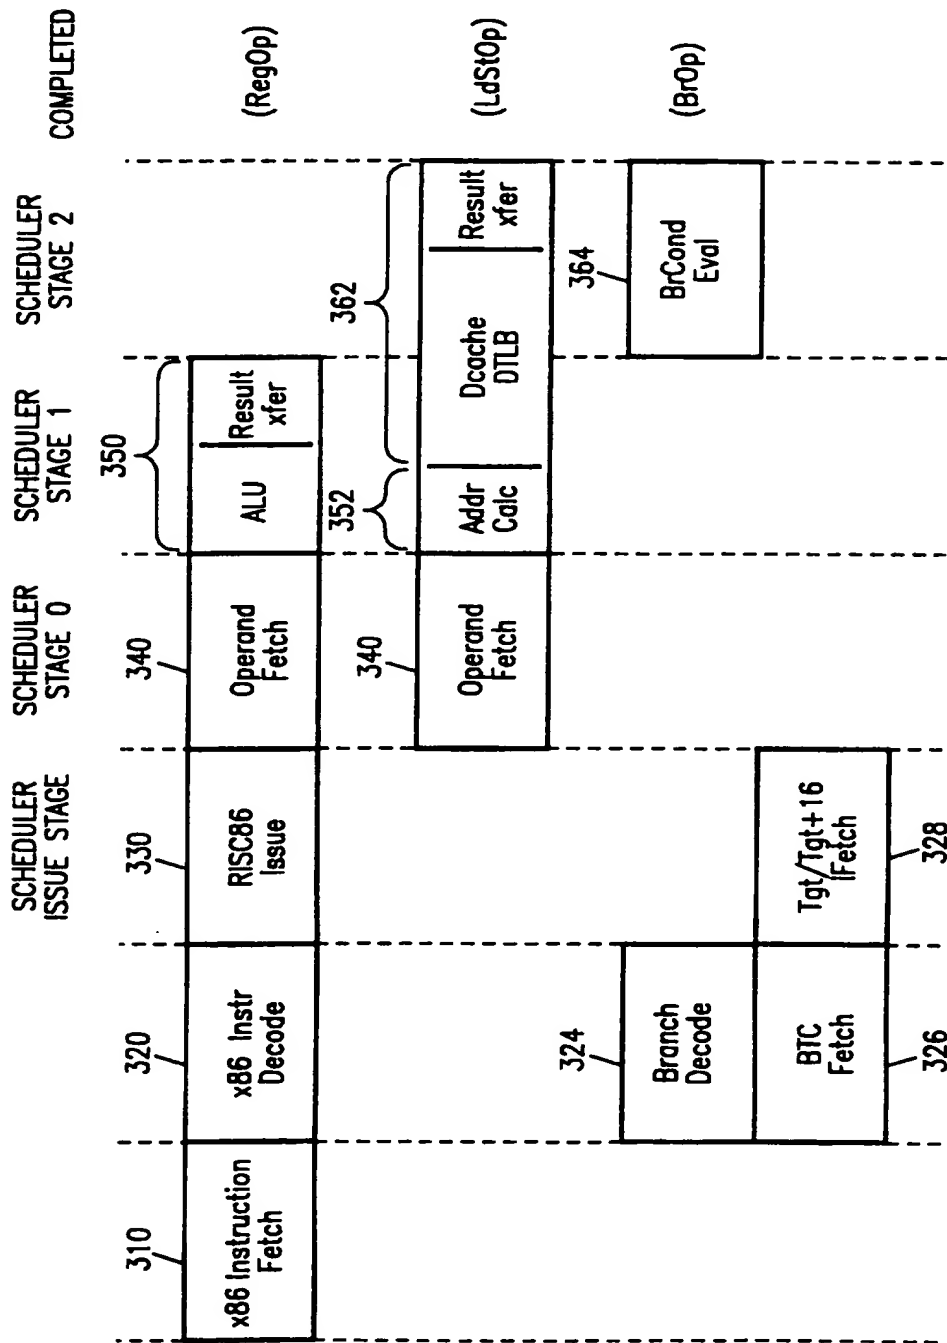 SCHEDULER
ISSUE STAGE
SCHEDULER
STAGE 0
SCHEDULER
STAGE 1
SCHEDULER
STAGE 2
COMPLETED
310
320
330
340
350
x86 Instruction
Fetch
x86 Instr
Decode
RISC86
Issue
Operand
Fetch
ALU
Result
xfer
(RegOp)
340
352
362
Operand
Fetch
Addr
Calc
Dcache
DTLB
Result
xfer
(LdStOp)
324
364
Branch
Decode
BrCond
Eval
(BrOp)
BTC
Fetch
Tgt/Tgt+16
IFetch
326
328